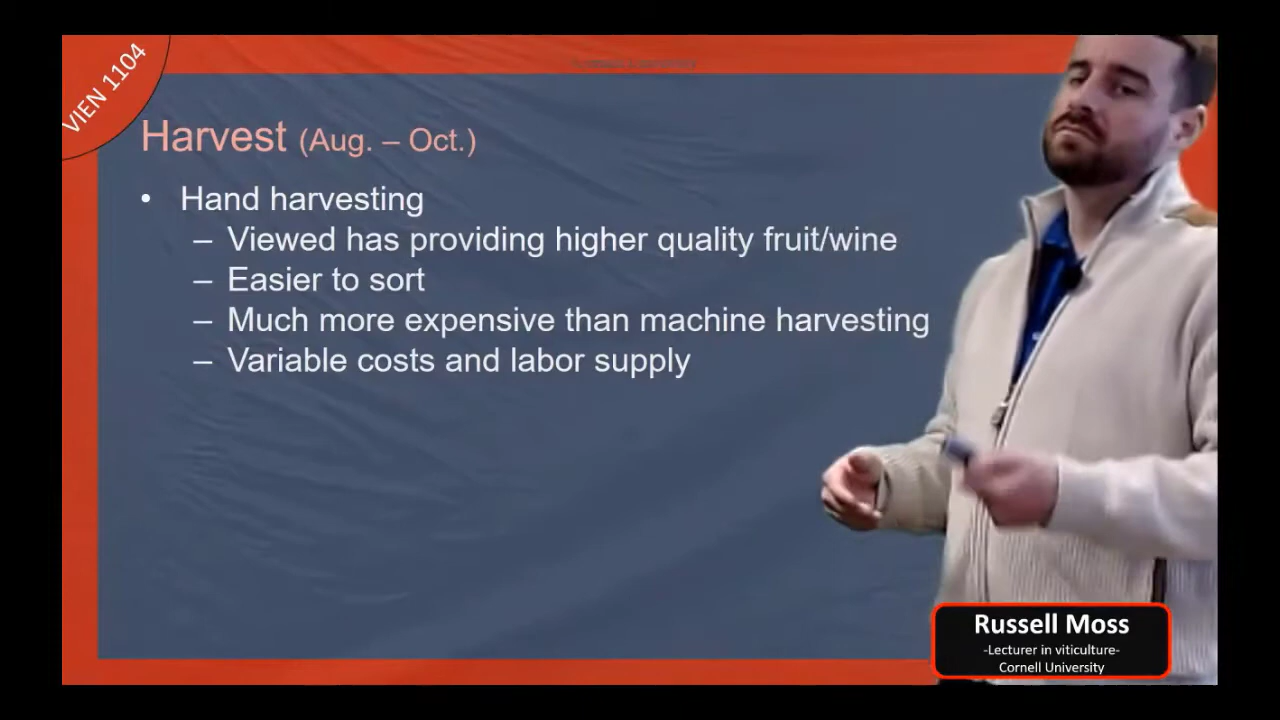 VIEN 1104
Harvest (Aug. – Oct.)
• Hand harvesting
– Viewed has providing higher quality fruit/wine
– Easier to sort
– Much more expensive than machine harvesting
– Variable costs and labor supply
Russell Moss
-Lecturer in viticulture-
Cornell University